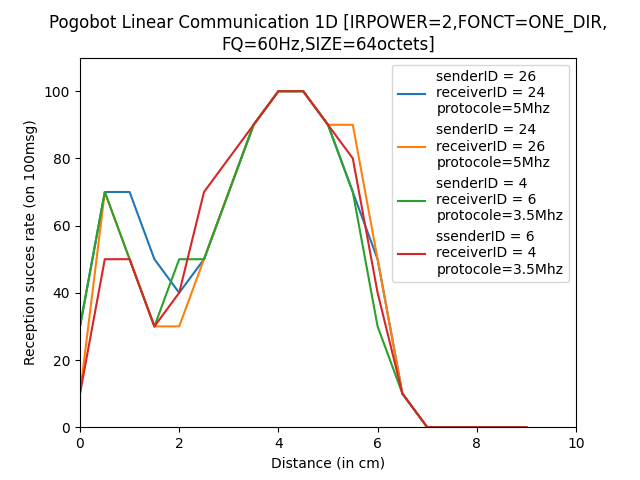 Pogobot Linear Communication 1D [IRPOWER=2,FONCT=ONE_DIR,
FQ=60Hz,SIZE=64octets]
senderID = 26
receiverID = 24
protocole=5Mhz
senderID = 24
receiverID = 26
protocole=5Mhz
senderID = 4
receiverID = 6
protocole=3.5Mhz
ssenderID = 6
receiverID = 4
protocole=3.5Mhz
Reception succes rate (on 100msg)
100
80
60
40
20
0
0 2 4 6 8 10
Distance (in cm)